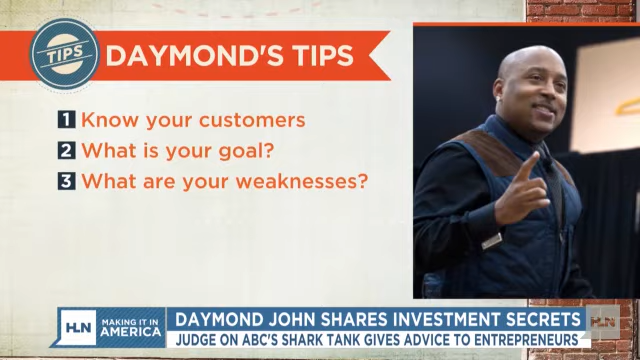 TIPS
DAYMOND'S TIPS
1 Know your customers
2 What is your goal?
3 What are your weaknesses?
HLN
MAKING IT IN
AMERICA
DAYMOND JOHN SHARES INVESTMENT SECRETS
JUDGE ON ABC'S SHARK TANK GIVES ADVICE TO ENTREPRENEURS
HLN